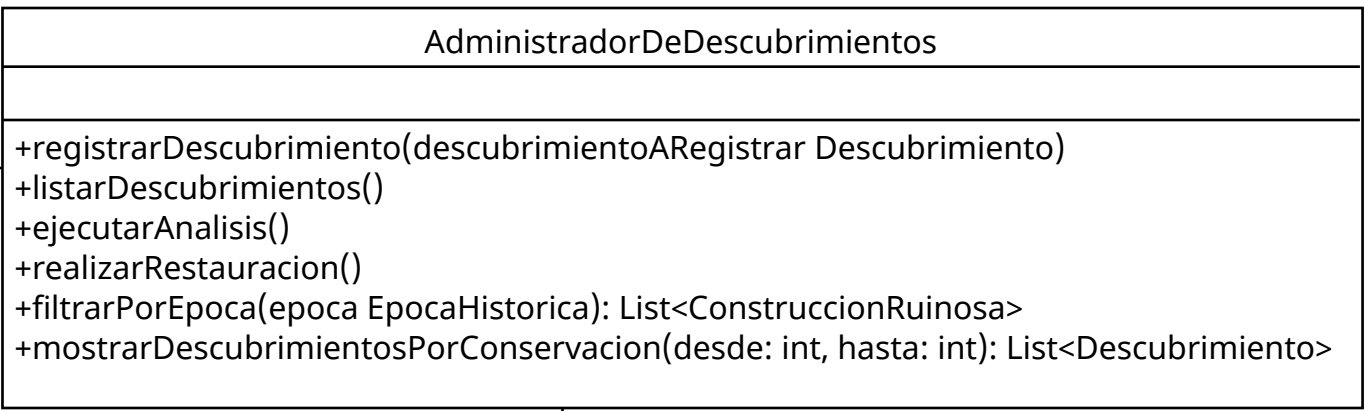 AdministradorDeDescubrimientos
+registrarDescubrimiento(descubrimientoARegistrar Descubrimiento)
+listarDescubrimientos()
+ejecutarAnalisis()
+realizarRestauracion()
+filtrarPorEpoca(epoca EpocaHistorica): List<ConstruccionRuinosa>
+mostrarDescubrimientosPorConservacion(desde: int, hasta: int): List<Descubrimiento>